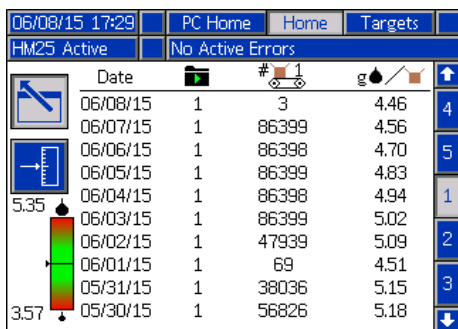 06/08/15 17:29 PC Home Home Targets
HM25 Active No Active Errors
Date # 1 g /
06/08/15 1 3 4.46
06/07/15 1 86399 4.56
06/06/15 1 86398 4.70
06/05/15 1 86399 4.83
06/04/15 1 86398 4.94
06/03/15 1 86399 5.02
06/02/15 1 47939 5.09
06/01/15 1 69 4.51
05/31/15 1 38036 5.15
05/30/15 1 56826 5.18
5.35
3.57
4
5
1
2
3